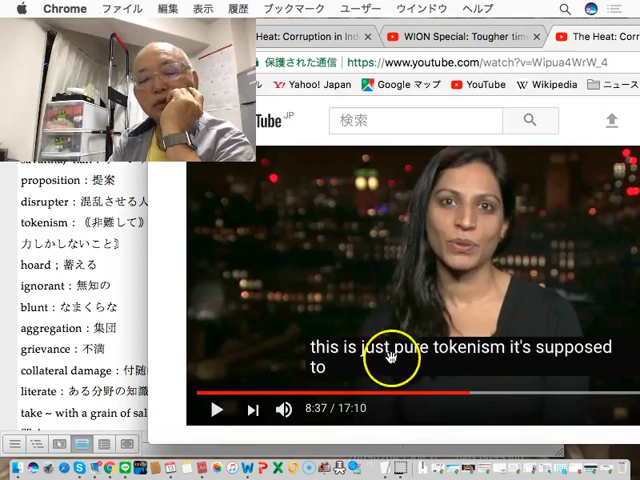 Chrome ファイル 編集 表示 履歴 ブックマーク ユーザー ウインドウ ヘルプ
Heat: Corruption in Ind × WION Special: Tougher tim × The Heat: Corr
保護された通信 | https://www.youtube.com/watch?v=Wipua4WrW_4
Yahoo! Japan Google マップ YouTube Wikipedia ニュース
Tube JP 検索
proposition：提案
disrupter：混乱させる人
tokenism：《非難して》
力しかしないこと》
hoard；蓄える
ignorant：無知の
blunt：なまくらな
aggregation：集団
grievance：不満
collateral damage：付随
literate：ある分野の知識
take ~ with a grain of sal
this is just pure tokenism it's supposed
to
8:37 / 17:10